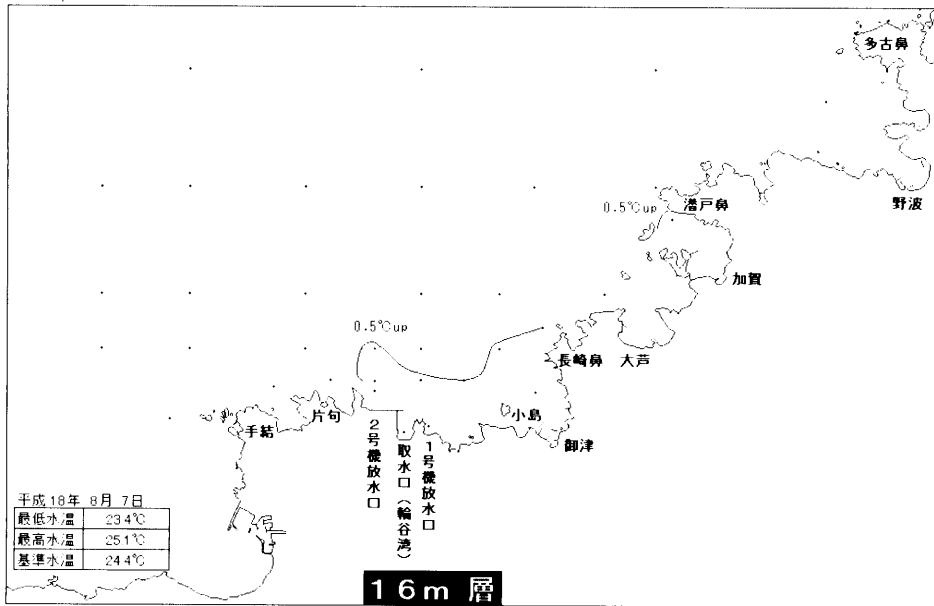 多古鼻
野波
潜戸鼻
0.5℃up
加賀
0.5℃up
長崎鼻
大芦
小島
御津
片句
手結
2号機放水口
取水口（輪谷湾）
1号機放水口
平成18年 8月 7日
最低水温 23.4℃
最高水温 25.1℃
基準水温 24.4℃
16m 層